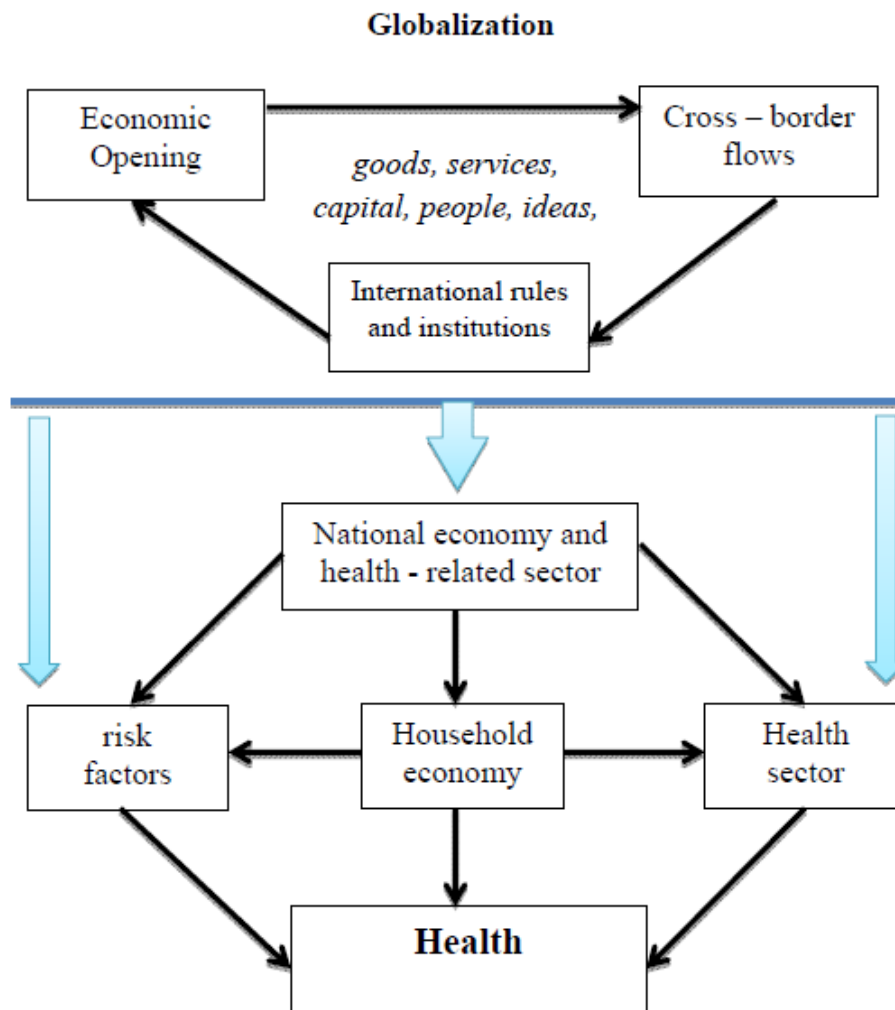 Globalization
Economic
Opening
Cross – border
flows
goods, services,
capital, people, ideas,
International rules
and institutions
National economy and
health - related sector
risk
factors
Household
economy
Health
sector
Health